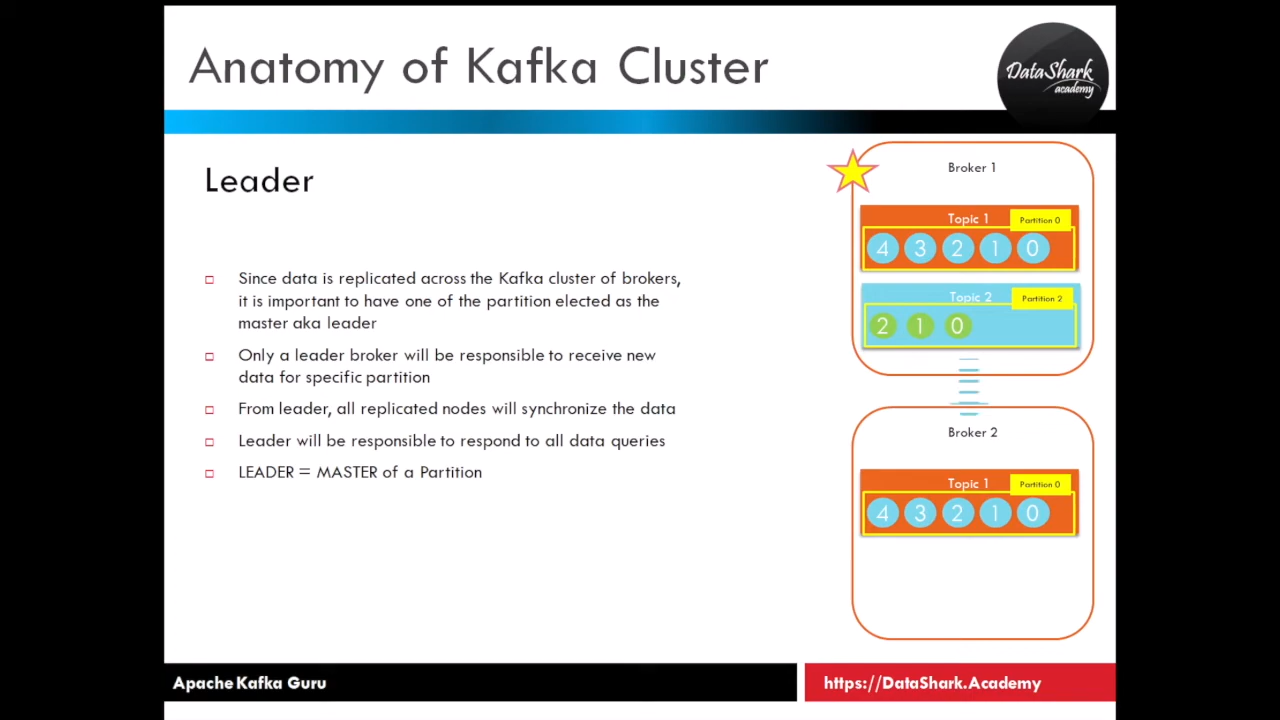 Anatomy of Kafka Cluster
DataShark
academy
Leader
Since data is replicated across the Kafka cluster of brokers,
it is important to have one of the partition elected as the
master aka leader
Only a leader broker will be responsible to receive new
data for specific partition
From leader, all replicated nodes will synchronize the data
Leader will be responsible to respond to all data queries
LEADER = MASTER of a Partition
Broker 1
Topic 1
Partition 0
4 3 2 1 0
Topic 2
Partition 2
2 1 0
Broker 2
Topic 1
Partition 0
4 3 2 1 0
Apache Kafka Guru
https://DataShark.Academy